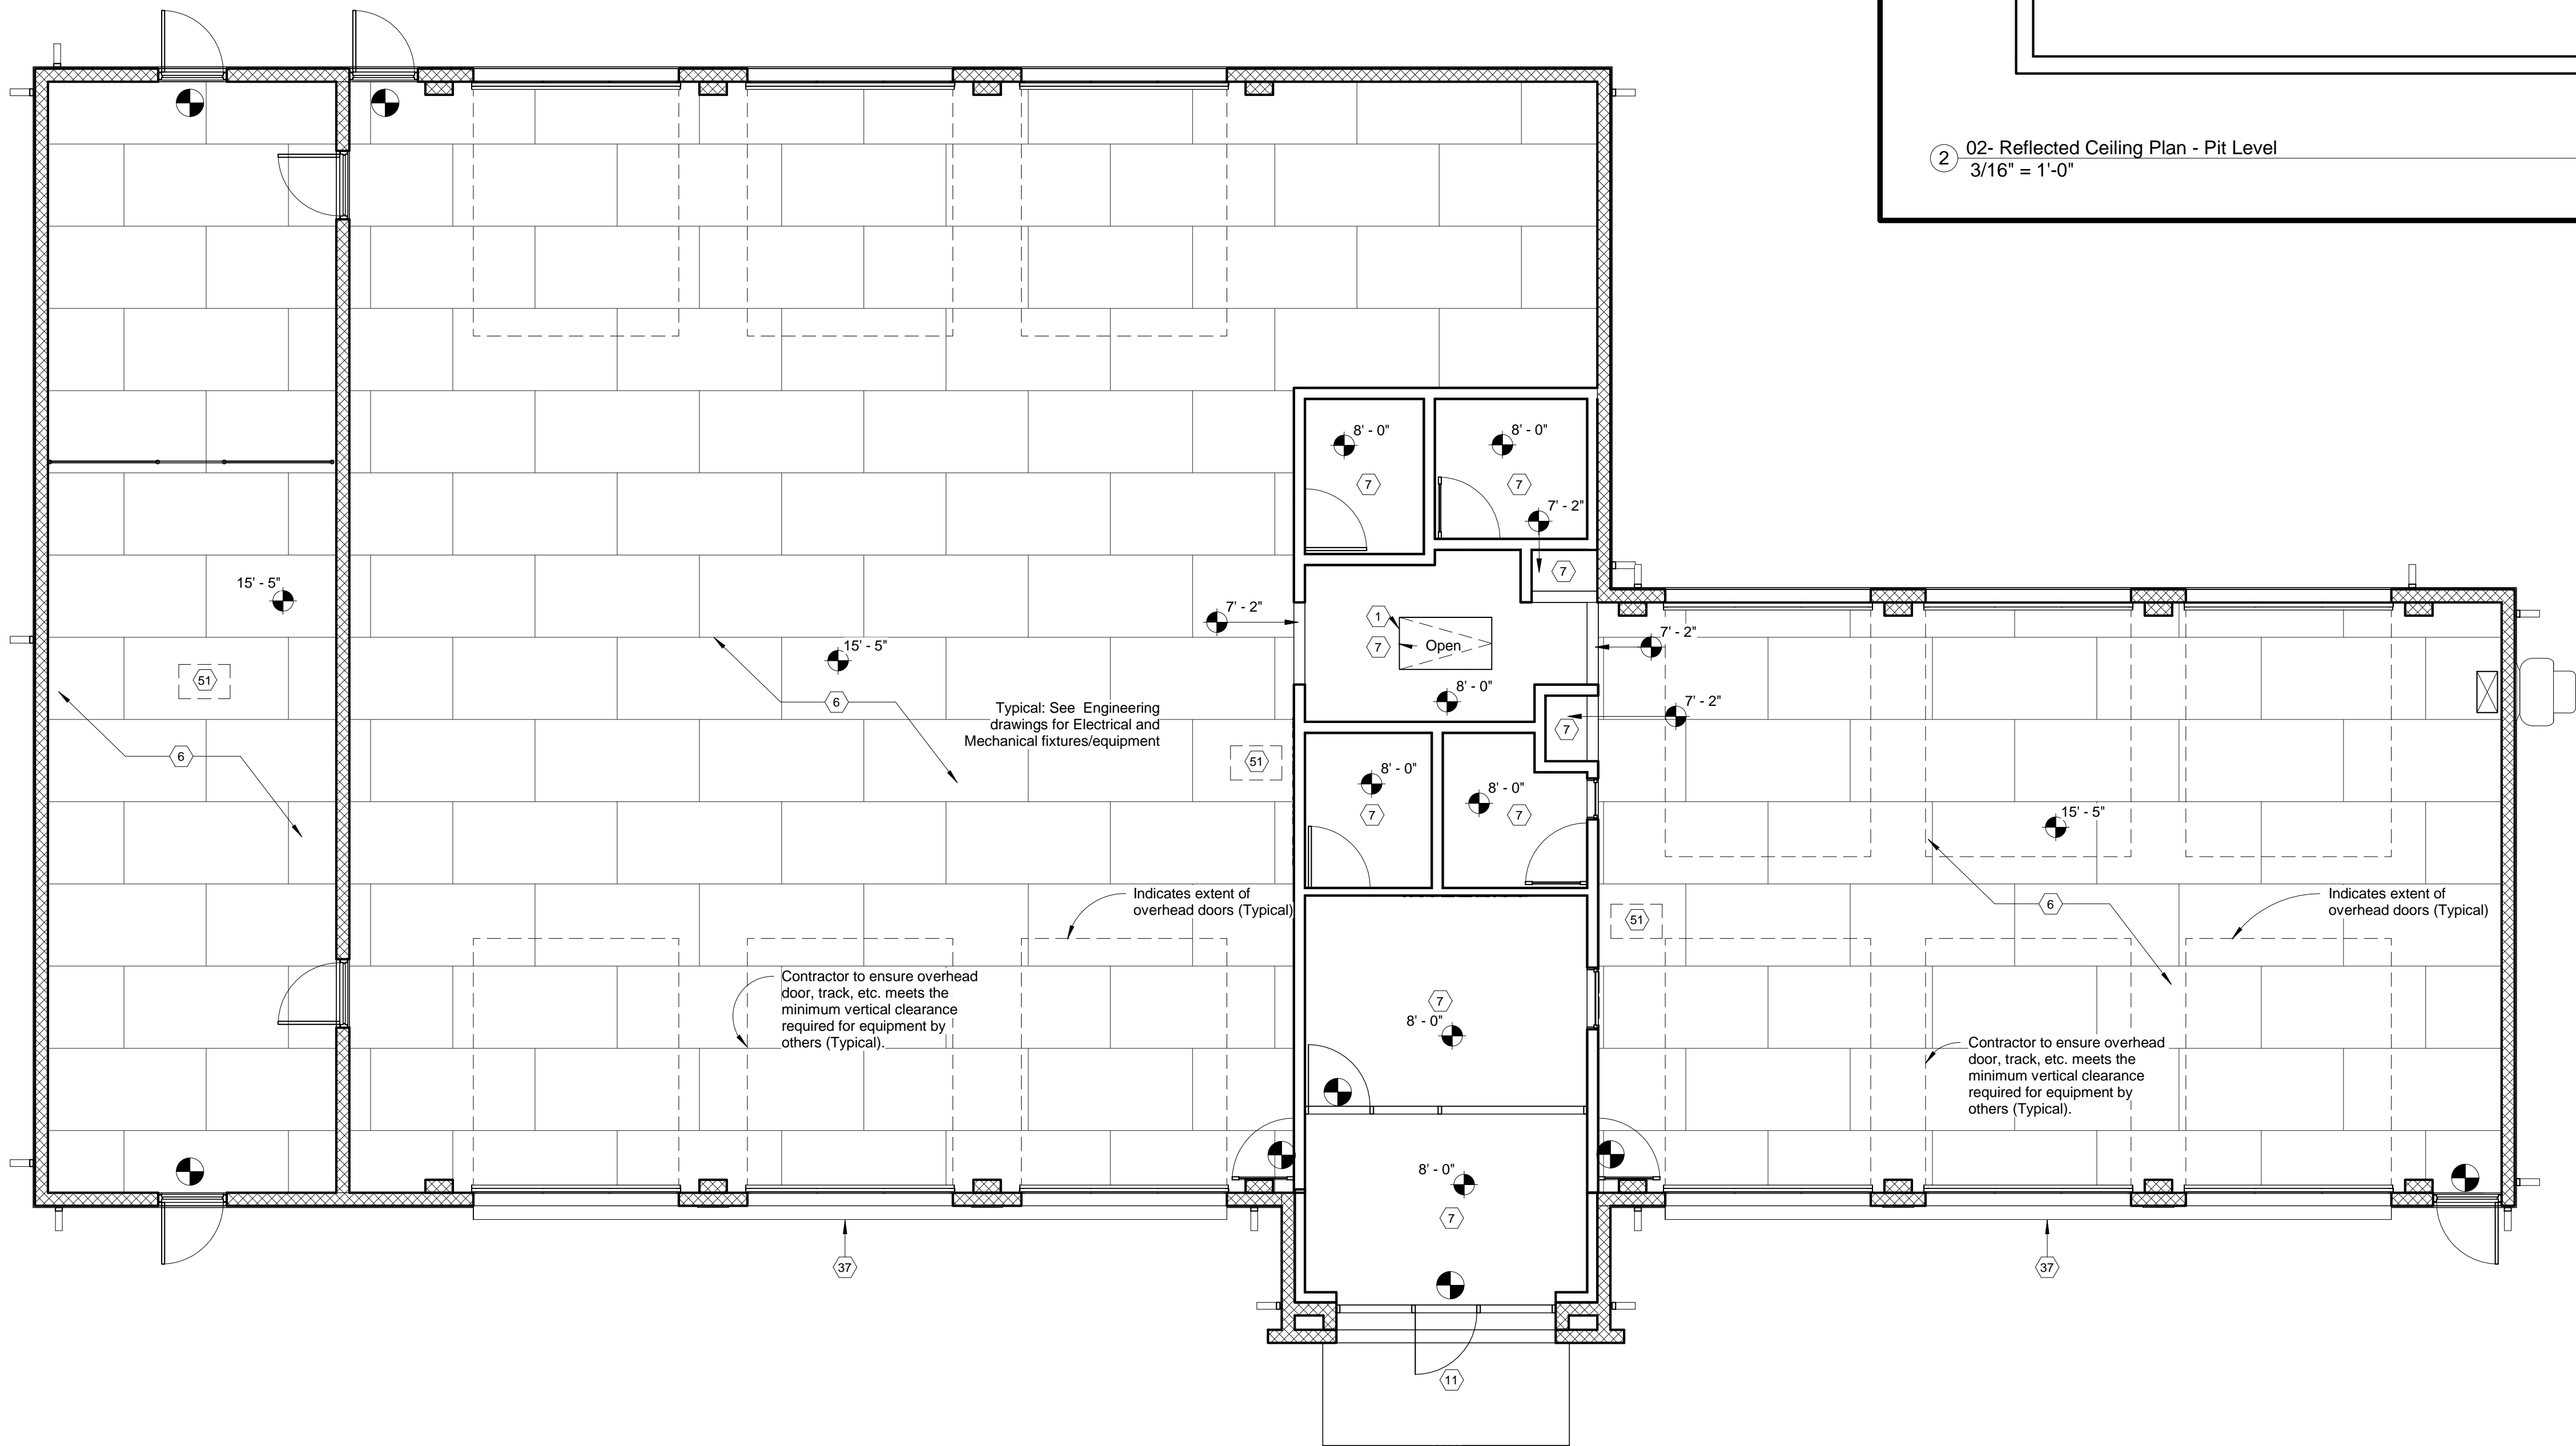 2
02- Reflected Ceiling Plan - Pit Level
3/16" = 1'-0"
8' - 0"
8' - 0"
7
7
7' - 2"
7
15' - 5"
7' - 2"
1
7' - 2"
15' - 5"
7
Open
51
8' - 0"
6
7' - 2"
Typical: See Engineering
drawings for Electrical and
Mechanical fixtures/equipment
7
6
51
8' - 0"
8' - 0"
7
7
15' - 5"
Indicates extent of
overhead doors (Typical)
51
6
Indicates extent of
overhead doors (Typical)
Contractor to ensure overhead
door, track, etc. meets the
minimum vertical clearance
required for equipment by
others (Typical).
7
8' - 0"
Contractor to ensure overhead
door, track, etc. meets the
minimum vertical clearance
required for equipment by
others (Typical).
8' - 0"
7
37
37
11